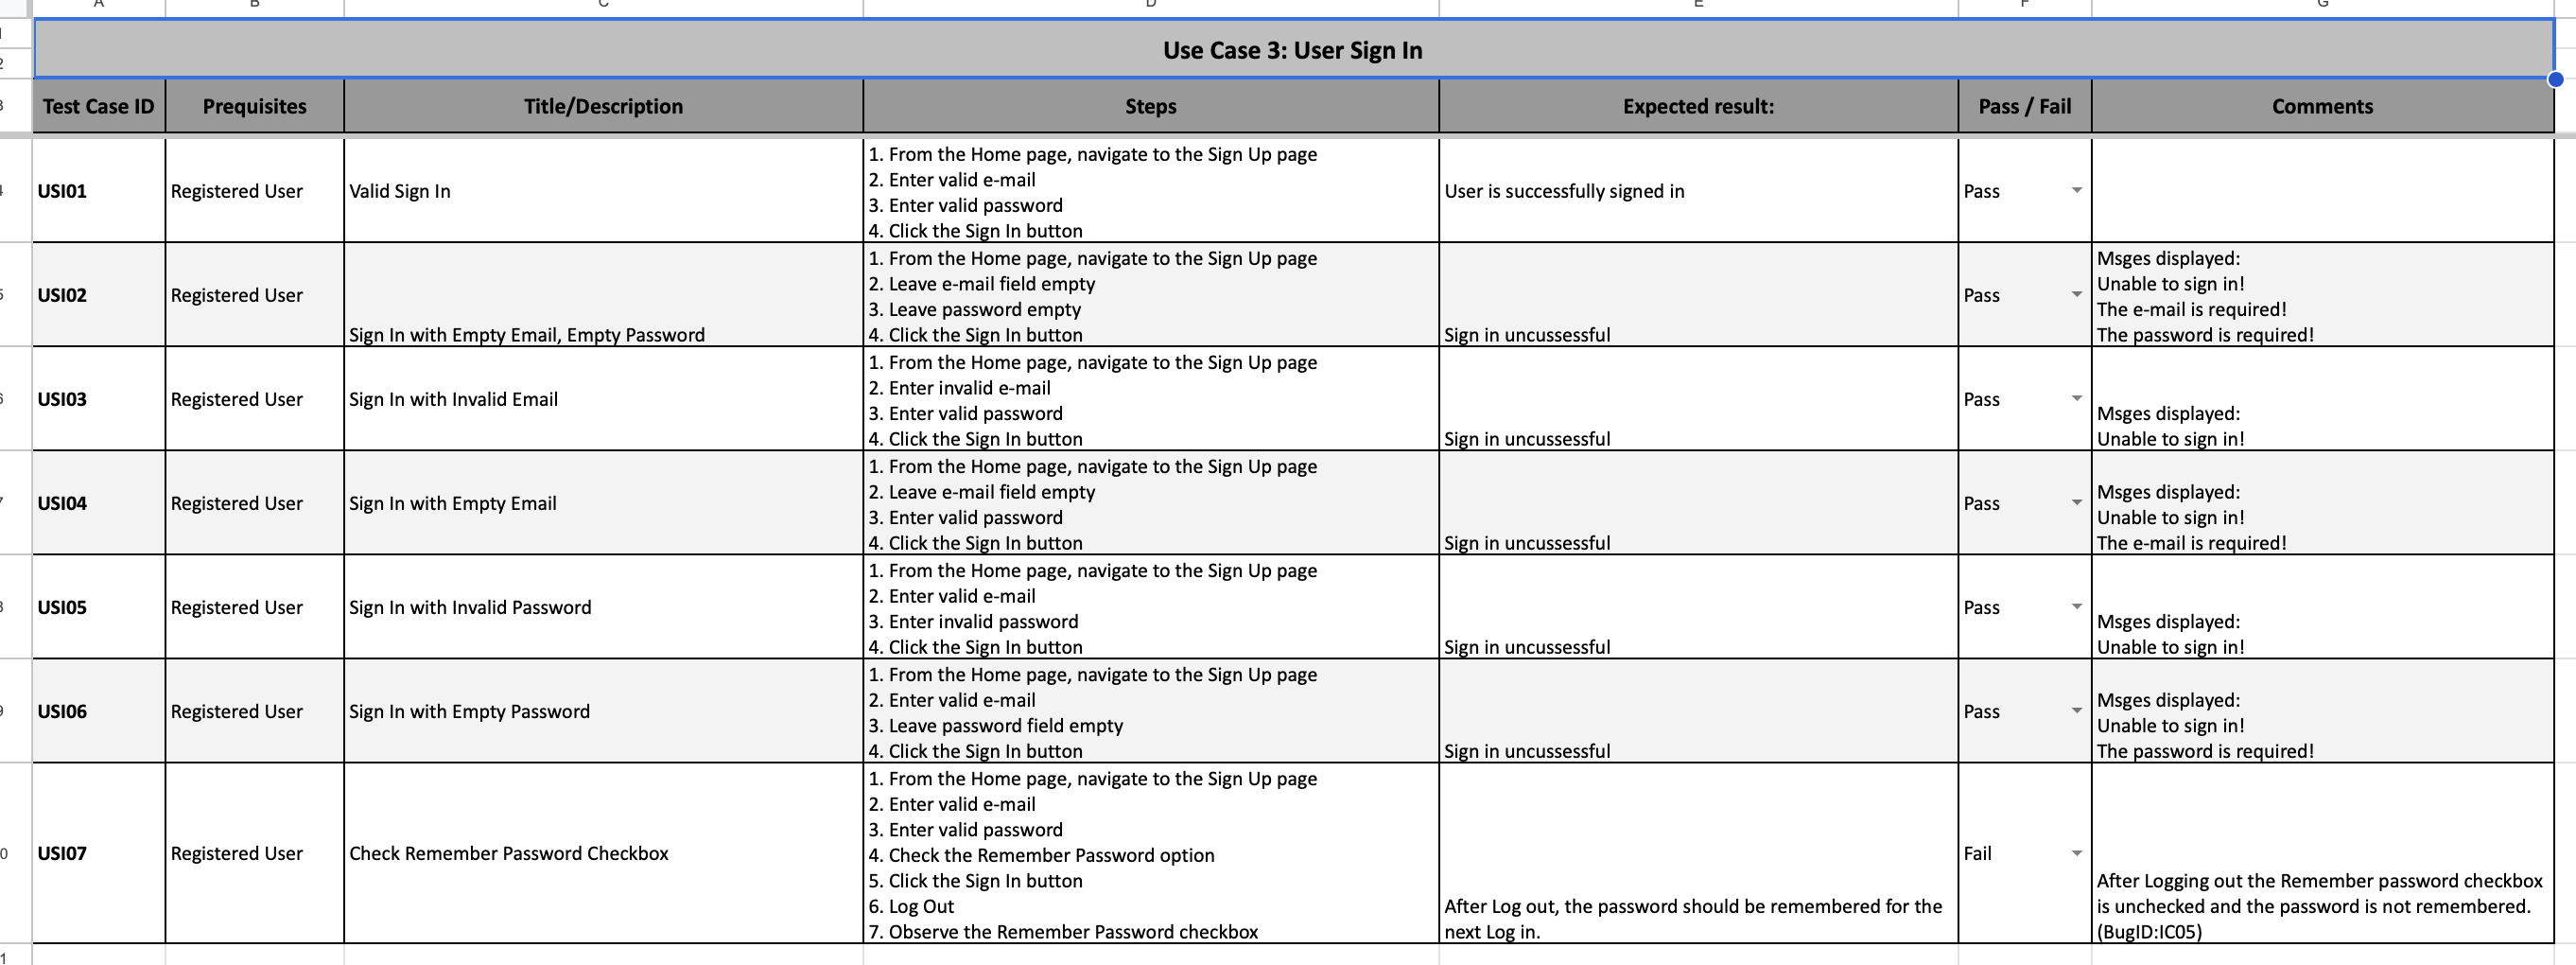 A B C D E F G
Use Case 3: User Sign In
Test Case ID Prequisites Title/Description Steps Expected result: Pass / Fail Comments
USI01
Registered User
Valid Sign In
1. From the Home page, navigate to the Sign Up page
2. Enter valid e-mail
3. Enter valid password
4. Click the Sign In button
User is successfully signed in
Pass
USI02
Registered User
Sign In with Empty Email, Empty Password
1. From the Home page, navigate to the Sign Up page
2. Leave e-mail field empty
3. Leave password empty
4. Click the Sign In button
Sign in uncussessful
Pass
Msges displayed:
Unable to sign in!
The e-mail is required!
The password is required!
USI03
Registered User
Sign In with Invalid Email
1. From the Home page, navigate to the Sign Up page
2. Enter invalid e-mail
3. Enter valid password
4. Click the Sign In button
Sign in uncussessful
Pass
Msges displayed:
Unable to sign in!
USI04
Registered User
Sign In with Empty Email
1. From the Home page, navigate to the Sign Up page
2. Leave e-mail field empty
3. Enter valid password
4. Click the Sign In button
Sign in uncussessful
Pass
Msges displayed:
Unable to sign in!
The e-mail is required!
USI05
Registered User
Sign In with Invalid Password
1. From the Home page, navigate to the Sign Up page
2. Enter valid e-mail
3. Enter invalid password
4. Click the Sign In button
Sign in uncussessful
Pass
Msges displayed:
Unable to sign in!
USI06
Registered User
Sign In with Empty Password
1. From the Home page, navigate to the Sign Up page
2. Enter valid e-mail
3. Leave password field empty
4. Click the Sign In button
Sign in uncussessful
Pass
Msges displayed:
Unable to sign in!
The password is required!
USI07
Registered User
Check Remember Password Checkbox
1. From the Home page, navigate to the Sign Up page
2. Enter valid e-mail
3. Enter valid password
4. Check the Remember Password option
5. Click the Sign In button
6. Log Out
7. Observe the Remember Password checkbox
After Log out, the password should be remembered for the
next Log in.
Fail
After Logging out the Remember password checkbox
is unchecked and the password is not remembered.
(BugID:IC05)